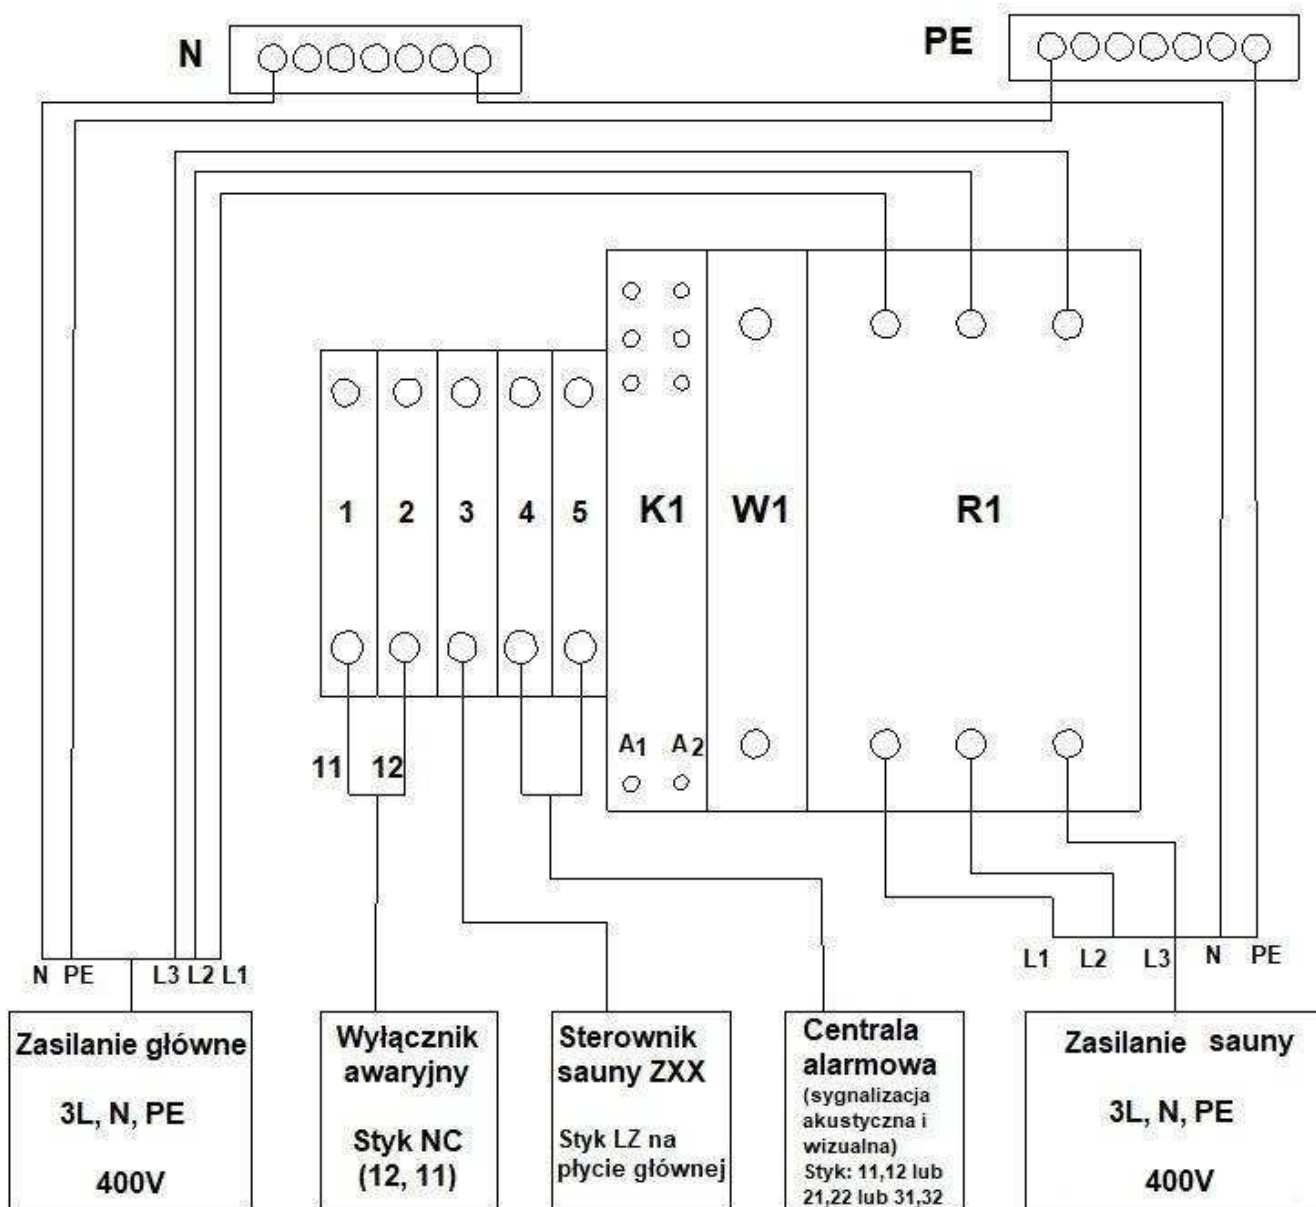 N
PE
1
2
3
4
5
K1
W1
R1
A1
A2
11
12
N PE L3 L2 L1
L1 L2 L3 N PE
Zasilanie główne
3L, N, PE
400V
Wyłącznik
awaryjny
Styk NC
(12, 11)
Sterownik
sauny ZXX
Styk LZ na
płycie głównej
Centrala
alarmowa
(sygnalizacja
akustyczna i
wizualna)
Styk: 11,12 lub
21,22 lub 31,32
Zasilanie sauny
3L, N, PE
400V